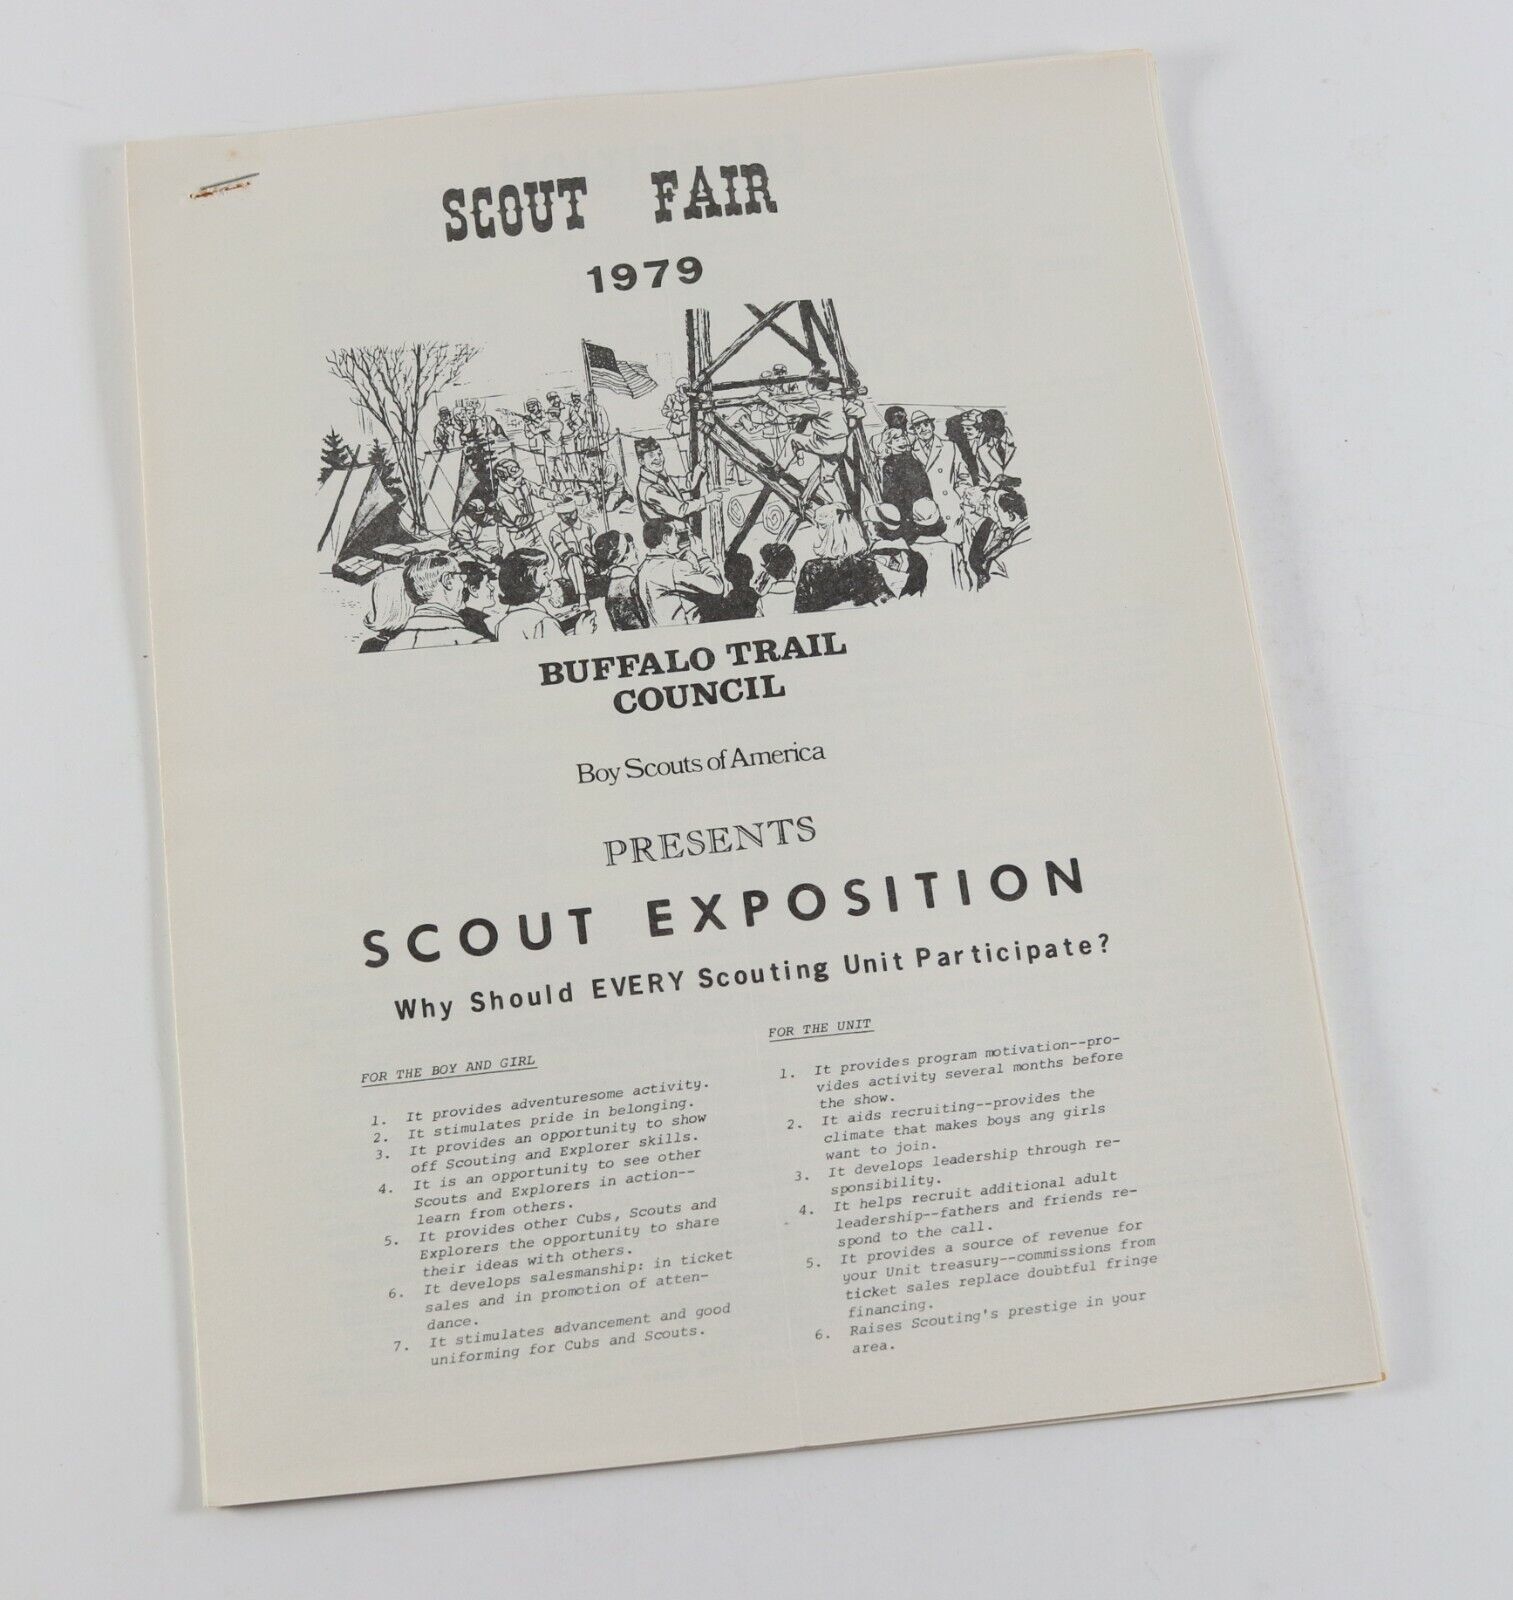 SCOUT FAIR
1979
BUFFALO TRAIL
COUNCIL
Boy Scouts of America
PRESENTS
SCOUT EXPOSITION
Why Should EVERY Scouting Unit Participate?
FOR THE BOY AND GIRL
1. It provides adventuresome activity.
2. It stimulates pride in belonging.
3. It provides an opportunity to show
off Scouting and Explorer skills.
4. It is an opportunity to see other
Scouts and Explorers in action--
learn from others.
5. It provides other Cubs, Scouts and
Explorers the opportunity to share
their ideas with others.
6. It develops salesmanship: in ticket
sales and in promotion of atten-
dance.
7. It stimulates advancement and good
uniforming for Cubs and Scouts.
FOR THE UNIT
1. It provides program motivation--pro-
vides activity several months before
the show.
2. It aids recruiting--provides the
climate that makes boys ang girls
want to join.
3. It develops leadership through re-
sponsibility.
4. It helps recruit additional adult
leadership--fathers and friends re-
spond to the call.
5. It provides a source of revenue for
your Unit treasury--commissions from
ticket sales replace doubtful fringe
financing.
6. Raises Scouting's prestige in your
area.